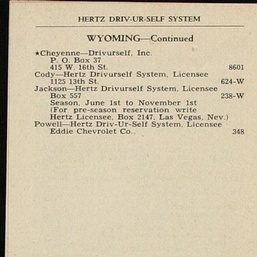 HERTZ DRIV-UR-SELF SYSTEM
WYOMING—Continued
*Cheyenne—Drivurself, Inc.
P. O. Box 37
415 W. 16th St. 8601
Cody—Hertz Drivurself System, Licensee
1125 13th St. 624-W
Jackson—Hertz Drivurself System, Licensee
Box 557 238-W
Season, June 1st to November 1st
(For pre-season reservation write
Hertz Licensee, Box 2147, Las Vegas, Nev.)
Powell—Hertz Driv-Ur-Self System, Licensee
Eddie Chevrolet Co.. 348